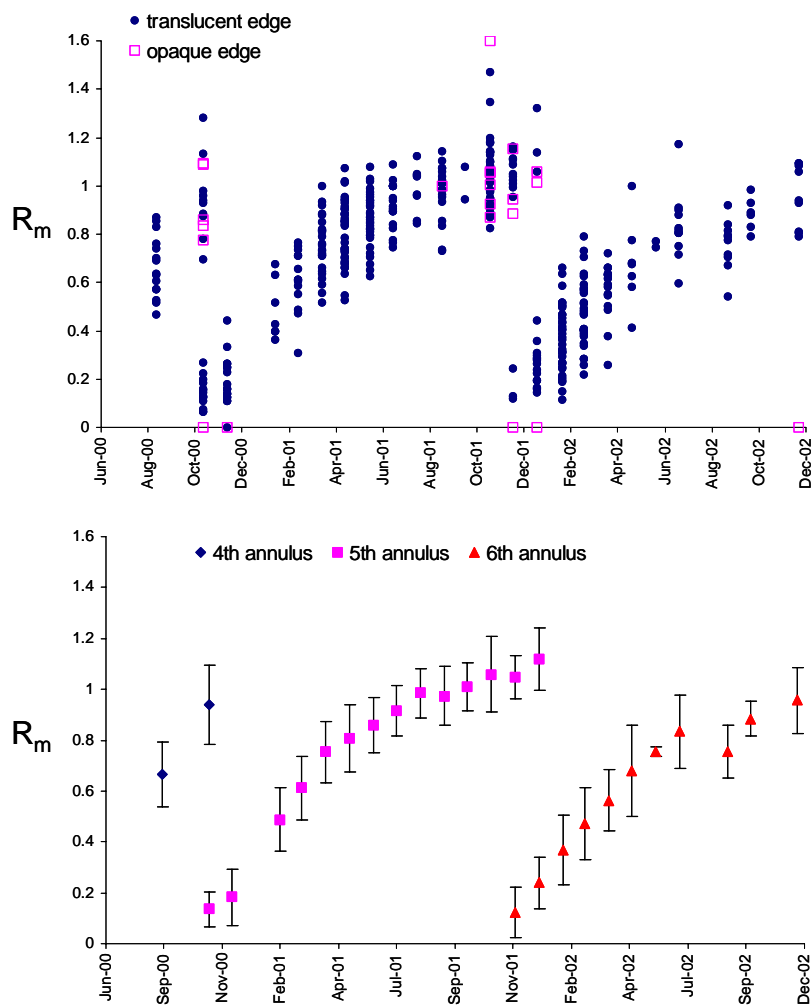 translucent edge
opaque edge
1.6
1.4
1.2
1
0.8
0.6
0.4
0.2
0
Rm
Jun-00
Aug-00
Oct-00
Dec-00
Feb-01
Apr-01
Jun-01
Aug-01
Oct-01
Dec-01
Feb-02
Apr-02
Jun-02
Aug-02
Oct-02
Dec-02
4th annulus 5th annulus 6th annulus
1.6
1.4
1.2
1
0.8
0.6
0.4
0.2
0
Rm
Jun-00
Sep-00
Nov-00
Feb-01
Apr-01
Jul-01
Sep-01
Nov-01
Feb-02
Apr-02
Jul-02
Sep-02
Dec-02